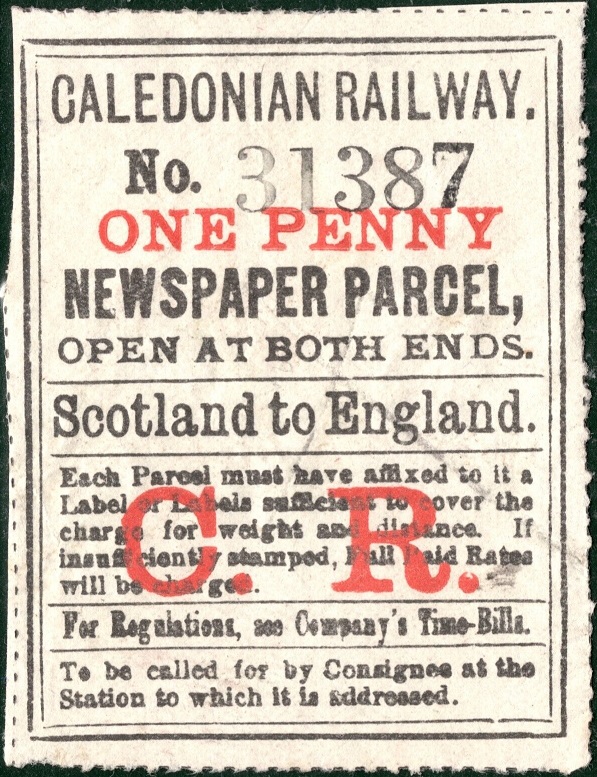 CALEDONIAN RAILWAY.
No. 31387
ONE PENNY
NEWSPAPER PARCEL,
OPEN AT BOTH ENDS.
Scotland to England.
Each Parcel must have affixed to it a
Label or Labels sufficient to cover the
charge for weight and distance. If
insufficiently stamped, Full Paid Rates
will be charged.
C. R.
For Regulations, see Company's Time-Bills.
To be called for by Consignee at the
Station to which it is addressed.